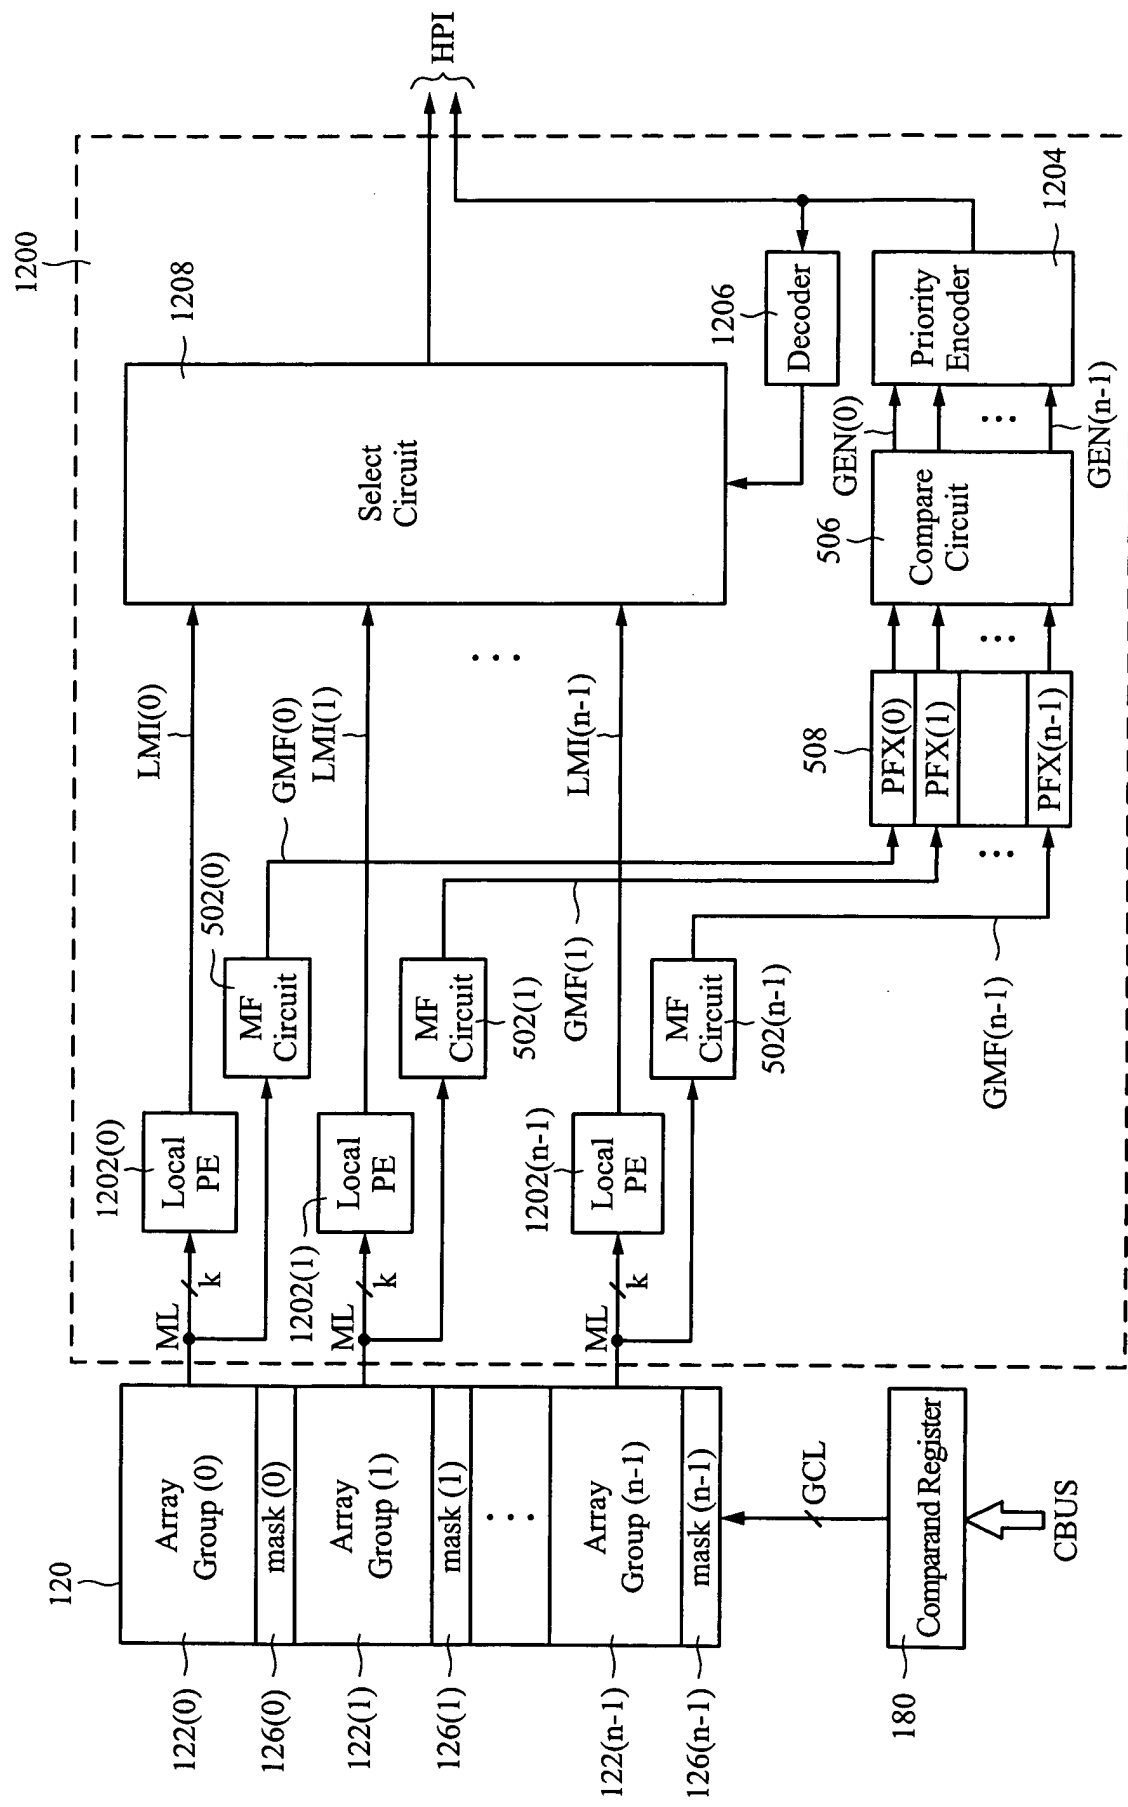 1200
120
Array
Group (0)
mask (0)
Array
Group (1)
mask (1)
Array
Group (n-1)
mask (n-1)
122(0)
126(0)
122(1)
126(1)
122(n-1)
126(n-1)
GCL
Comparand Register
180
CBUS
ML
k
ML
k
ML
k
1202(0)
Local
PE
1202(1)
Local
PE
1202(n-1)
Local
PE
502(0)
MF
Circuit
MF
Circuit
502(1)
MF
Circuit
502(n-1)
LMI(0)
GMF(0)
LMI(1)
GMF(1)
LMI(n-1)
GMF(n-1)
1208
Select
Circuit
508
PFX(0)
PFX(1)
PFX(n-1)
506
Compare
Circuit
GEN(0)
GEN(n-1)
1206
Decoder
Priority
Encoder
1204
HPI